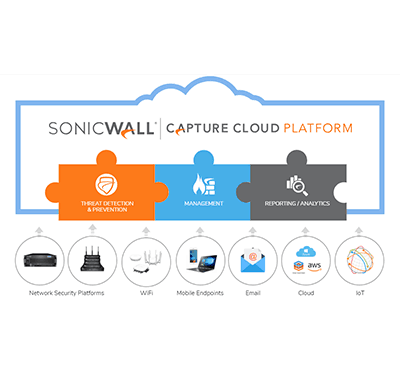 SONICWALL® | CAPTURE CLOUD PLATFORM
THREAT DETECTION
& PREVENTION
MANAGEMENT
REPORTING / ANALYTICS
aws
Network Security Platforms
WiFi
Mobile Endpoints
Email
Cloud
IoT